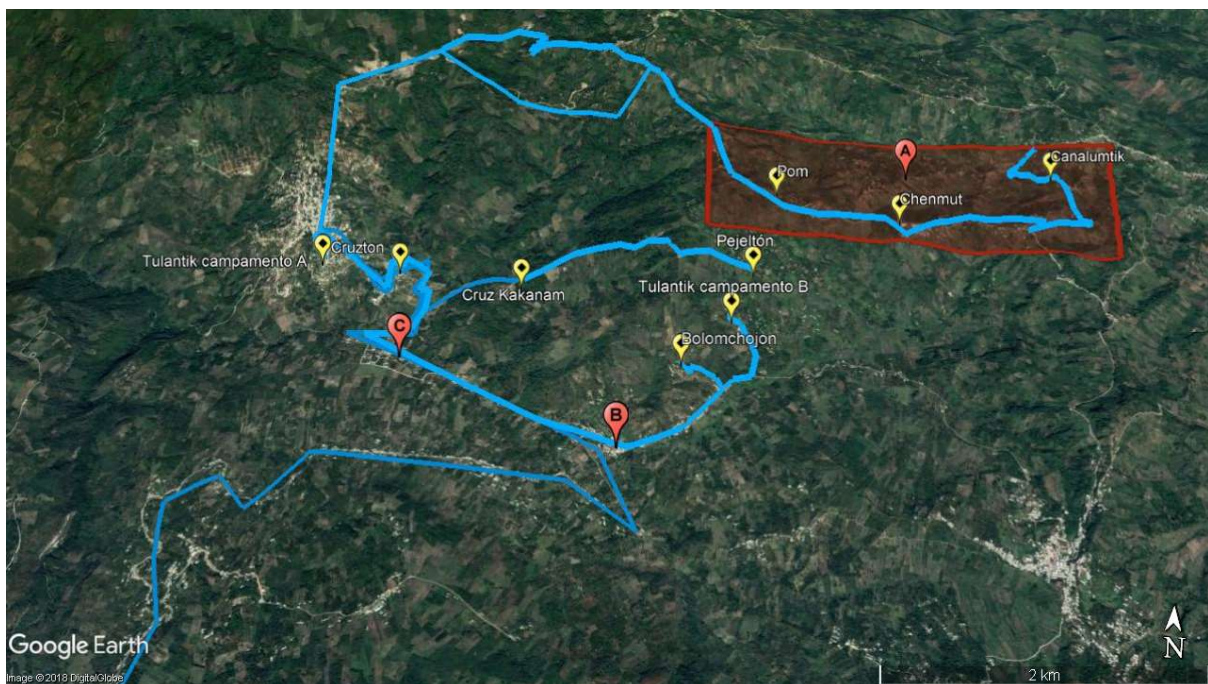 A
Canalumtik
Pom
Chenmut
Cruzton
Pejeltón
Tulantik campamento A
Cruz Kakanam
Tulantik campamento B
C
Bolomchojon
B
Google Earth
N
Image © 2018 DigitalGlobe
2 km